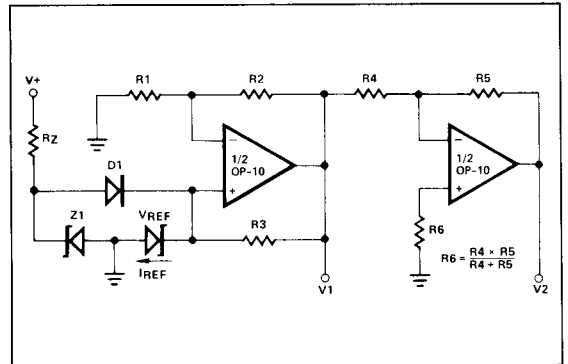 V+
R1
R2
R4
R5
RZ
D1
1/2
OP-10
1/2
OP-10
Z1
VREF
R3
R6
IREF
R6 = R4 × R5
R4 + R5
V1
V2